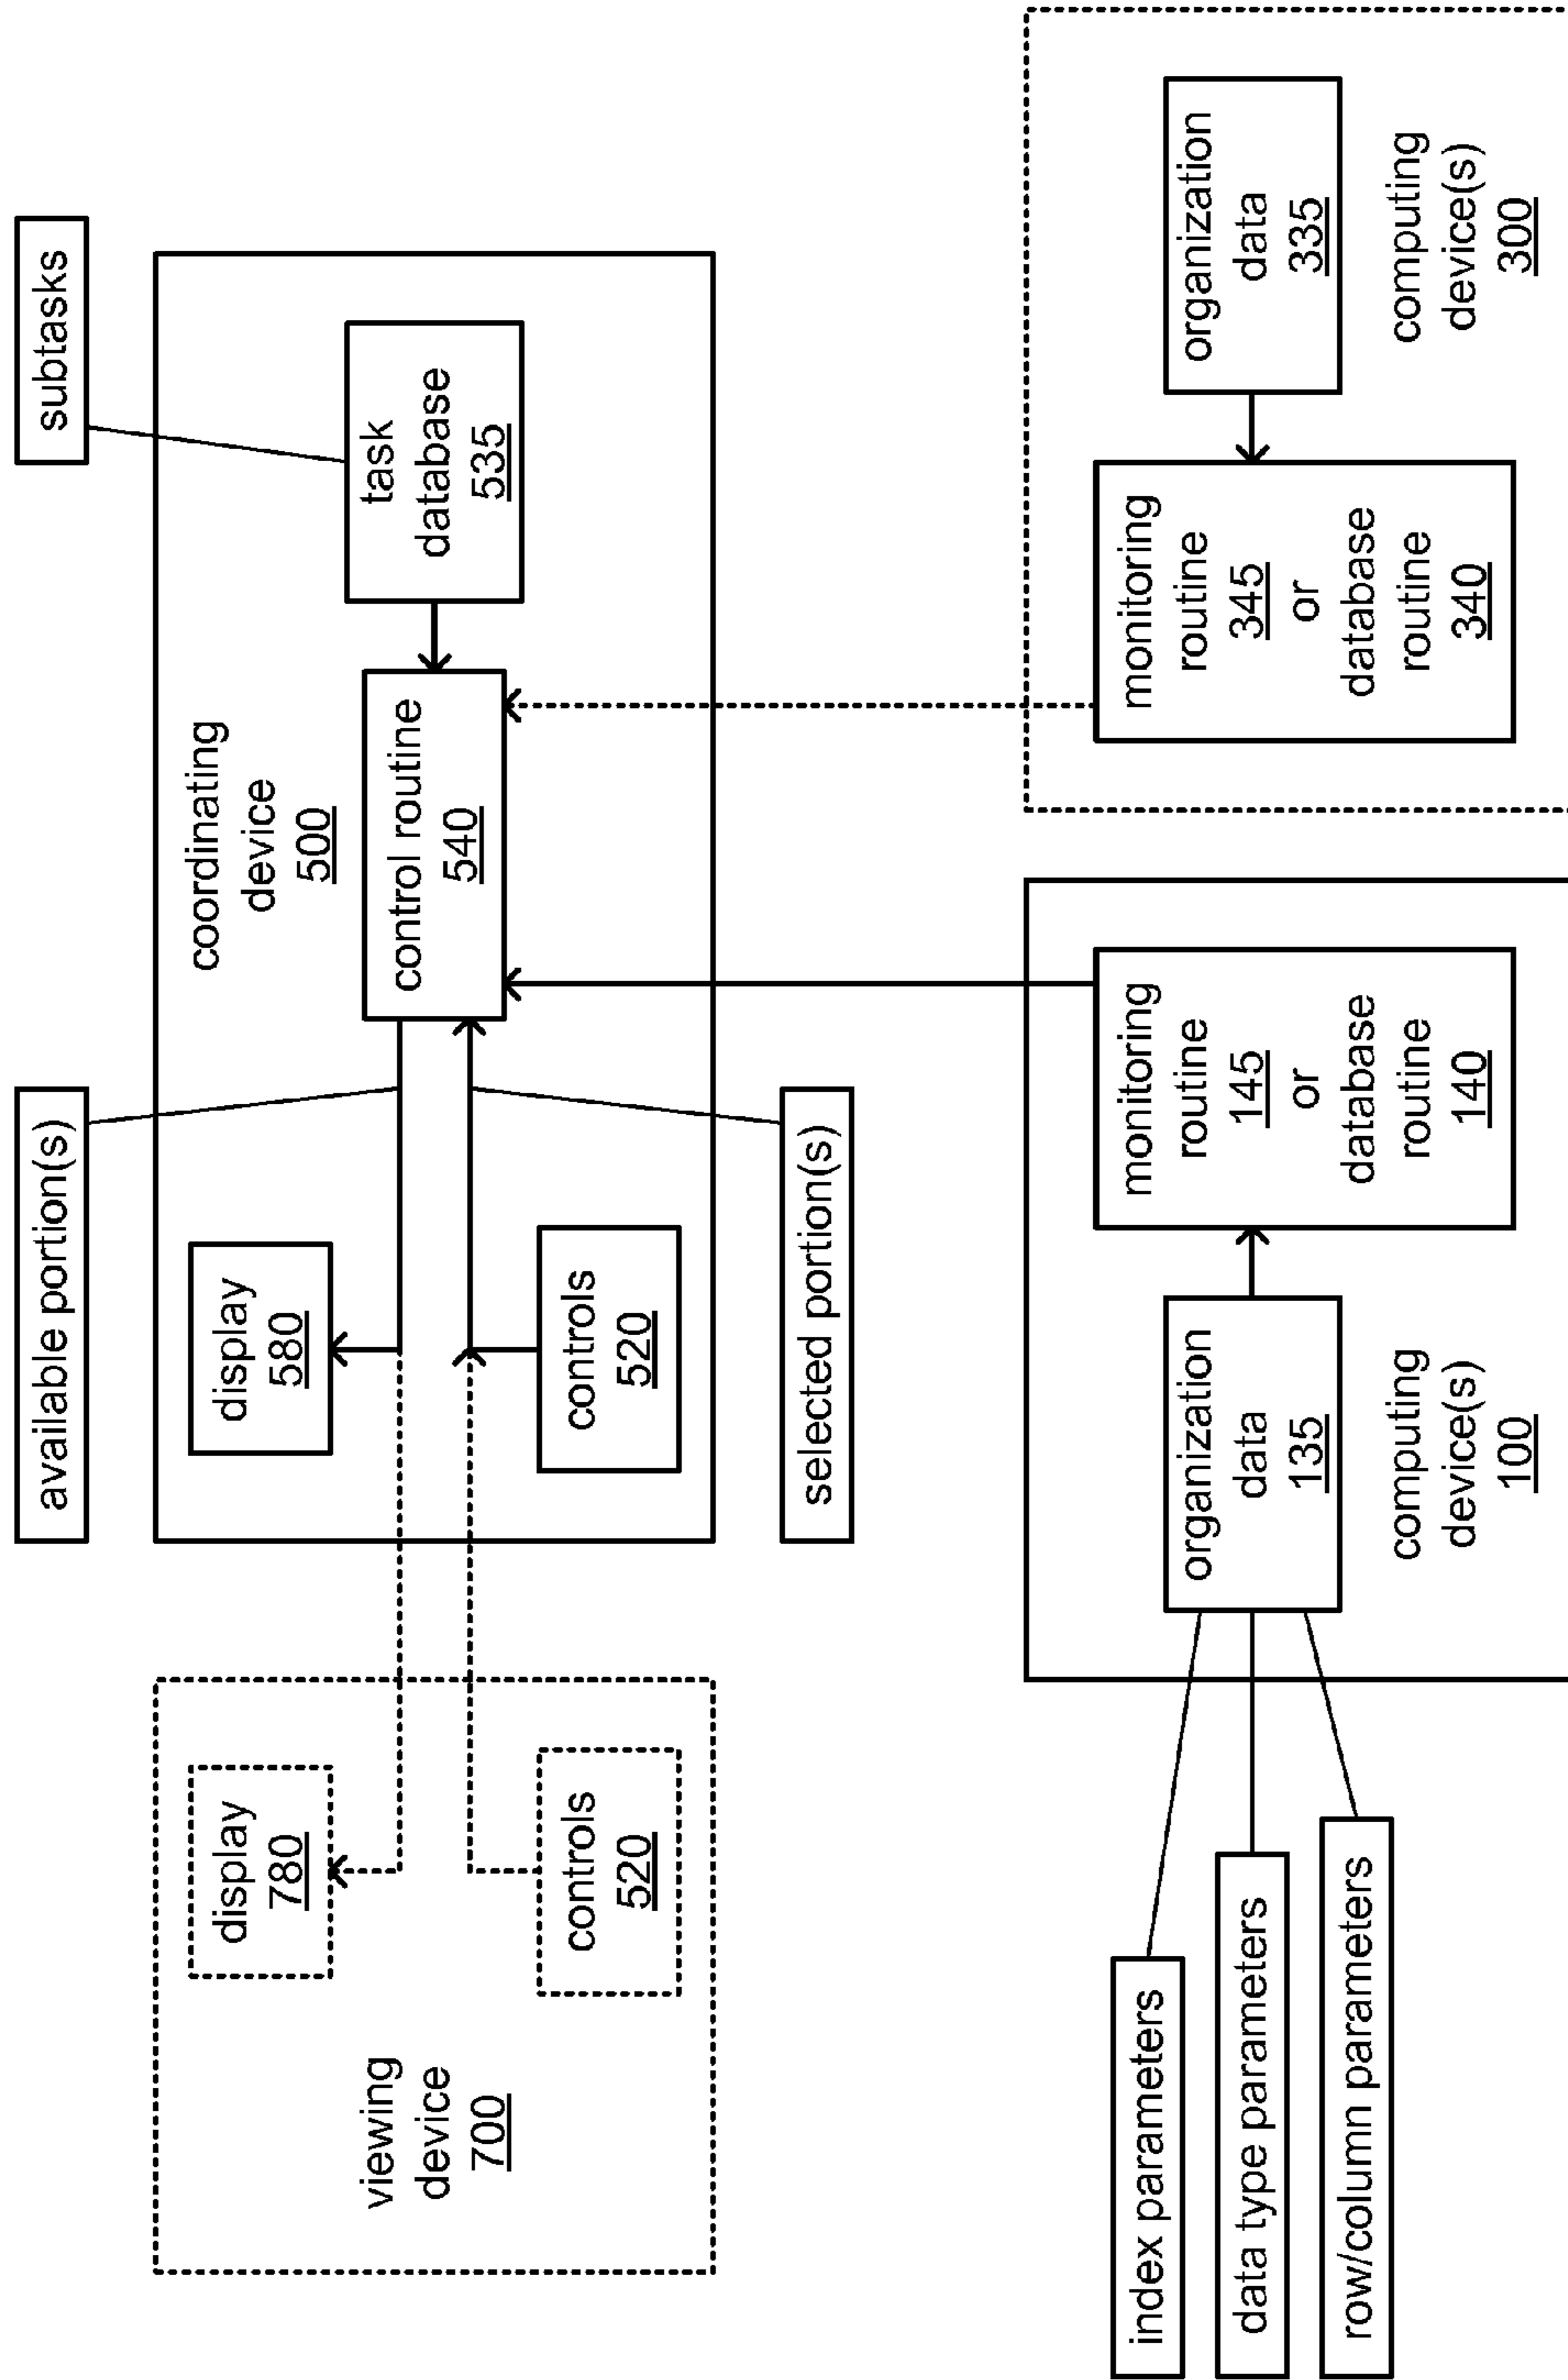 available portion(s)
subtasks
display
780
viewing
device
700
controls
520
display
580
controls
520
coordinating
device
500
control routine
540
task
database
535
selected portion(s)
index parameters
data type parameters
row/column parameters
organization
data
135
computing
device(s)
100
monitoring
routine
145
or
database
routine
140
monitoring
routine
345
or
database
routine
340
organization
data
335
computing
device(s)
300